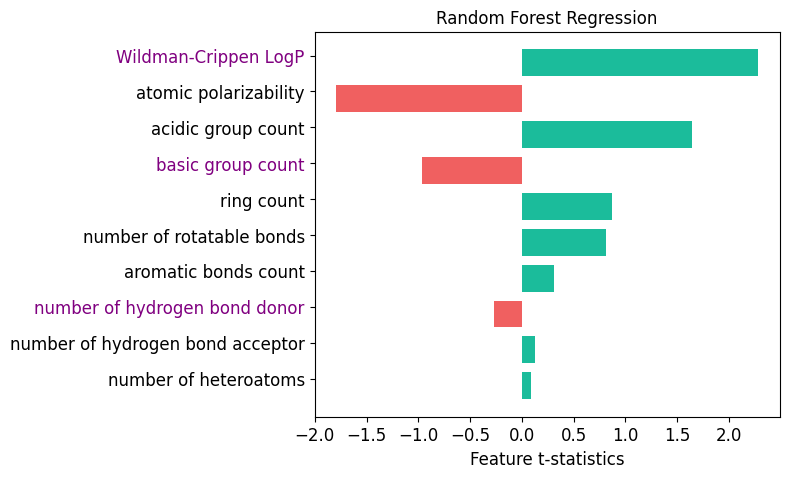 Random Forest Regression
Wildman-Crippen LogP
atomic polarizability
acidic group count
basic group count
ring count
number of rotatable bonds
aromatic bonds count
number of hydrogen bond donor
number of hydrogen bond acceptor
number of heteroatoms
−2.0 −1.5 −1.0 −0.5 0.0 0.5 1.0 1.5 2.0
Feature t-statistics